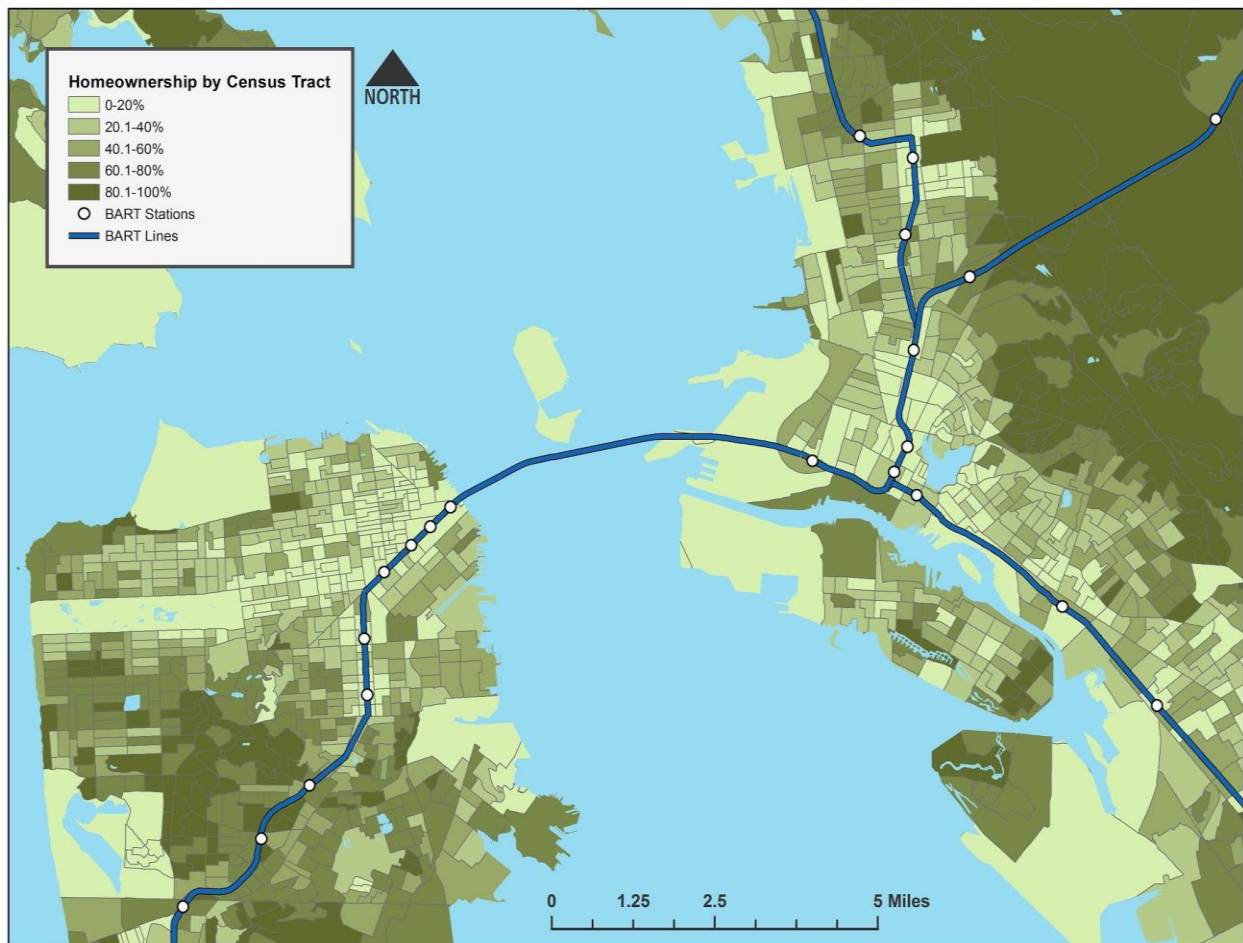 Homeownership by Census Tract
0-20%
20.1-40%
40.1-60%
60.1-80%
80.1-100%
BART Stations
BART Lines
NORTH
0 1.25 2.5 5 Miles